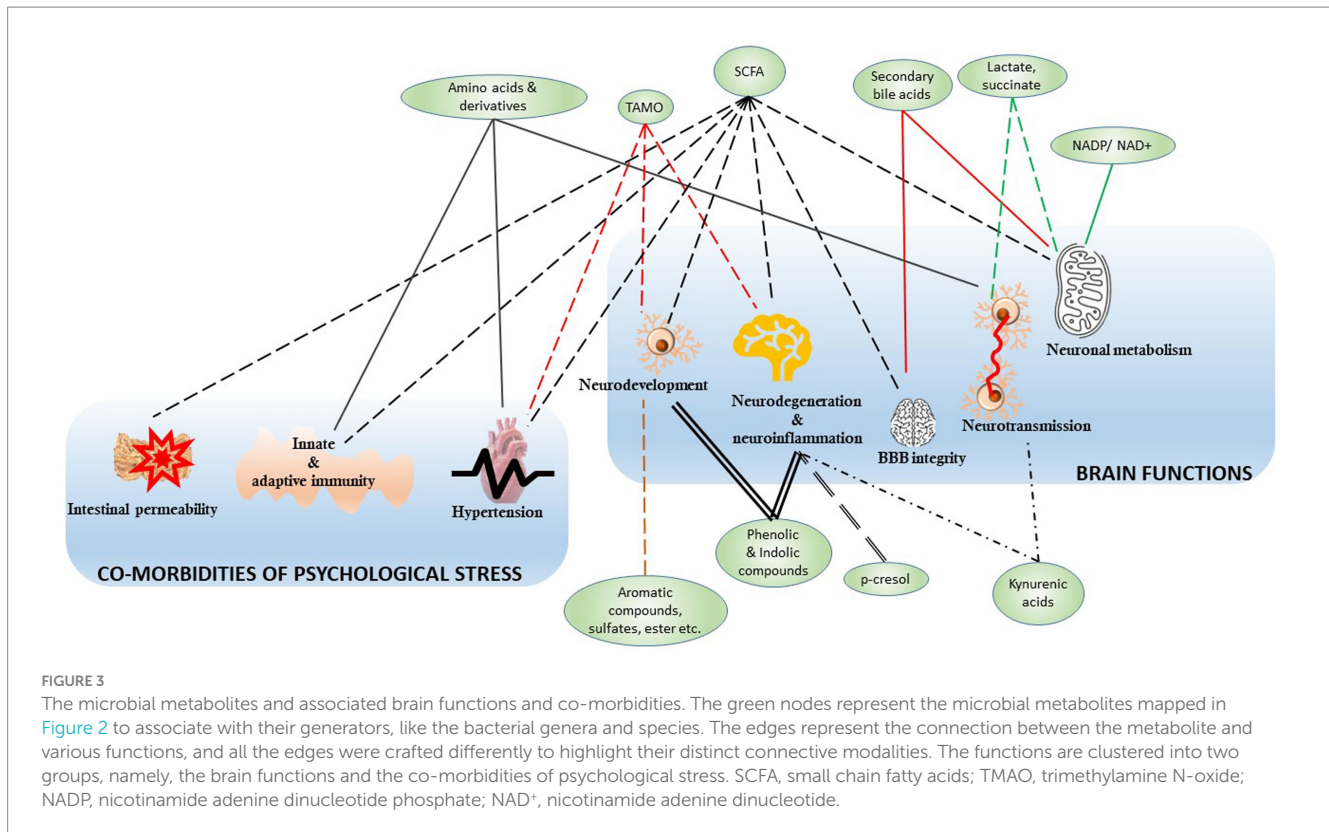 SCFA
Secondary
bile acids
Lactate,
succinate
Amino acids &
derivatives
TAMO
NADP/ NAD+
Neurodevelopment
Neurodegeneration
&
neuroinflammation
BBB integrity
Neurotransmission
Neuronal metabolism
BRAIN FUNCTIONS
Intestinal permeability
Innate
&
adaptive immunity
Hypertension
CO-MORBIDITIES OF PSYCHOLOGICAL STRESS
Phenolic
& Indolic
compounds
p-cresol
Kynurenic
acids
Aromatic
compounds,
sulfates, ester etc.
FIGURE 3
The microbial metabolites and associated brain functions and co-morbidities. The green nodes represent the microbial metabolites mapped in
Figure 2 to associate with their generators, like the bacterial genera and species. The edges represent the connection between the metabolite and
various functions, and all the edges were crafted differently to highlight their distinct connective modalities. The functions are clustered into two
groups, namely, the brain functions and the co-morbidities of psychological stress. SCFA, small chain fatty acids; TMAO, trimethylamine N-oxide;
NADP, nicotinamide adenine dinucleotide phosphate; NAD⁺, nicotinamide adenine dinucleotide.